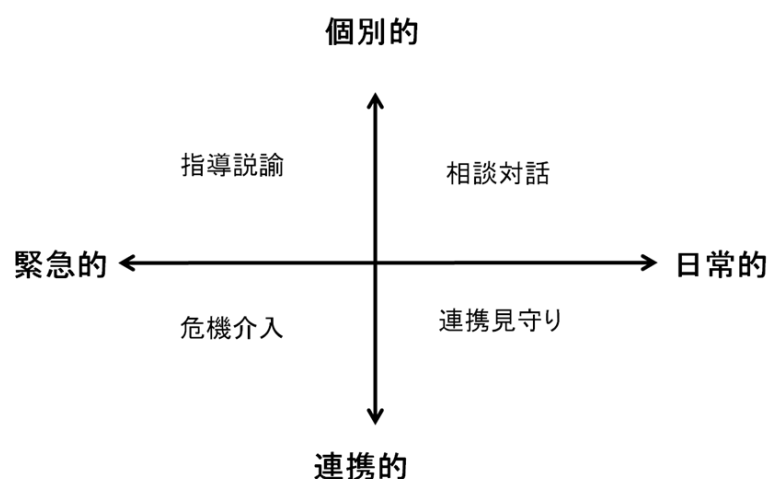 個別的
指導説諭
相談対話
緊急的
日常的
危機介入
連携見守り
連携的